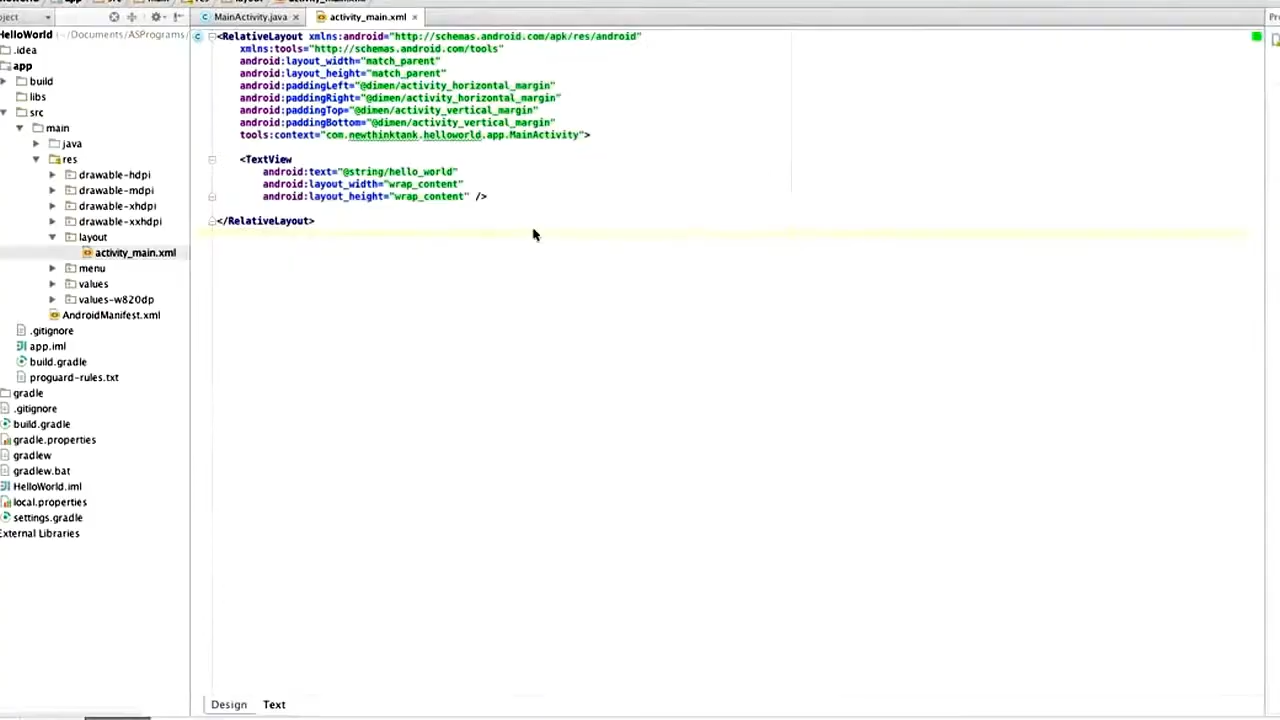 MainActivity.java
activity_main.xml
HelloWorld (~/Documents/ASPrograms/
.idea
app
build
libs
src
main
java
res
drawable-hdpi
drawable-mdpi
drawable-xhdpi
drawable-xxhdpi
layout
activity_main.xml
menu
values
values-w820dp
AndroidManifest.xml
.gitignore
app.iml
build.gradle
proguard-rules.txt
gradle
.gitignore
build.gradle
gradle.properties
gradlew
gradlew.bat
HelloWorld.iml
local.properties
settings.gradle
External Libraries
<RelativeLayout xmlns:android="http://schemas.android.com/apk/res/android"
xmlns:tools="http://schemas.android.com/tools"
android:layout_width="match_parent"
android:layout_height="match_parent"
android:paddingLeft="@dimen/activity_horizontal_margin"
android:paddingRight="@dimen/activity_horizontal_margin"
android:paddingTop="@dimen/activity_vertical_margin"
android:paddingBottom="@dimen/activity_vertical_margin"
tools:context="com.newthinktank.helloworld.app.MainActivity">
<TextView
android:text="@string/hello_world"
android:layout_width="wrap_content"
android:layout_height="wrap_content" />
</RelativeLayout>
Design Text